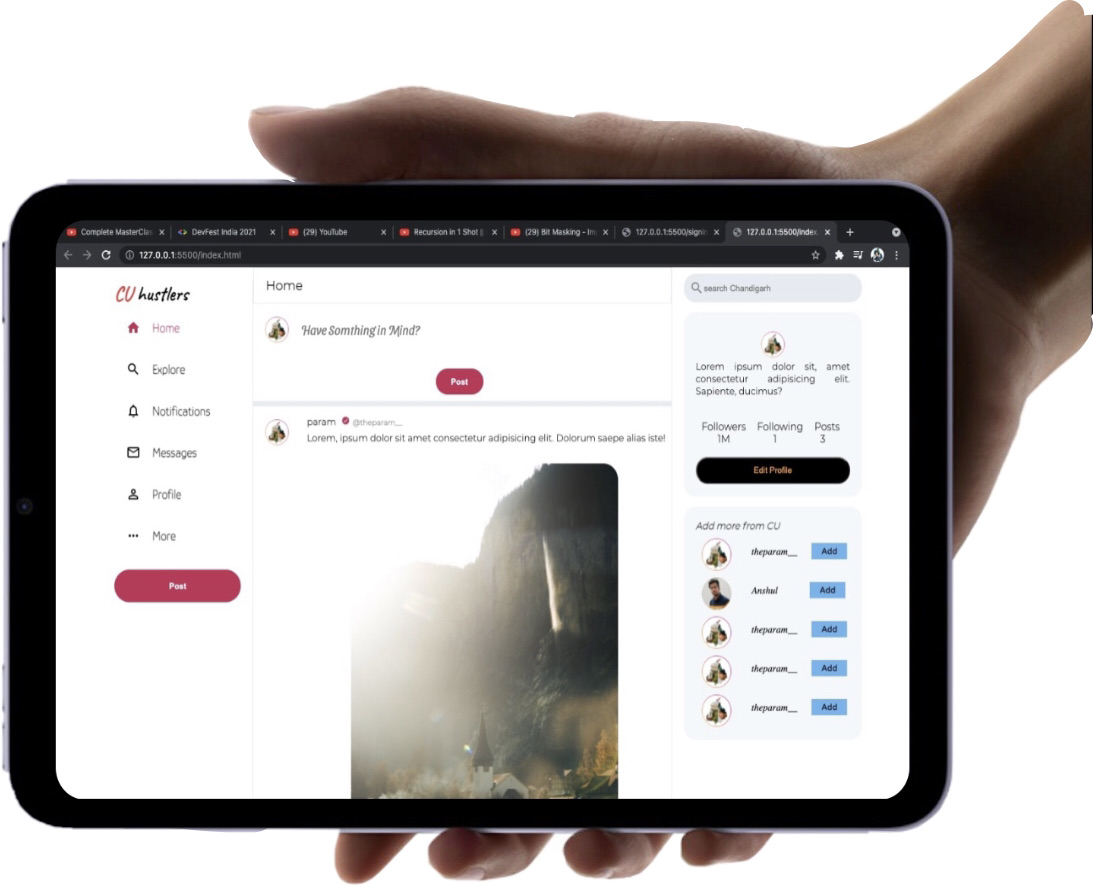 Complete MasterClas
DevFest India 2021
(29) YouTube
Recursion in 1 Shot ||
(29) Bit Masking - Im
127.0.0.1:5500/signin
127.0.0.1:5500/index
127.0.0.1:5500/index.html
CU hustlers
Home
Explore
Notifications
Messages
Profile
More
Post
Home
Have Somthing in Mind?
Post
param @theparam__
Lorem, ipsum dolor sit amet consectetur adipisicing elit. Dolorum saepe alias iste!
search Chandigarh
Lorem ipsum dolor sit, amet
consectetur adipisicing elit.
Sapiente, ducimus?
Followers Following Posts
1M 1 3
Edit Profile
Add more from CU
theparam__ Add
Anshul Add
theparam__ Add
theparam__ Add
theparam__ Add